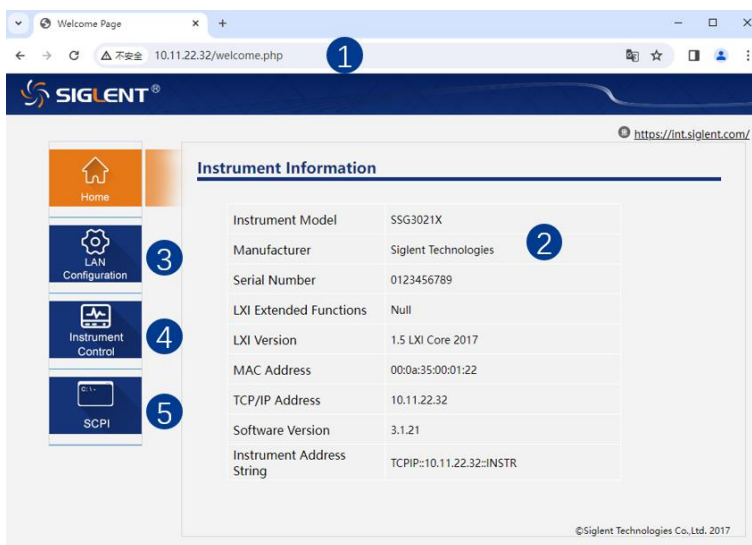 Welcome Page
不安全 10.11.22.32/welcome.php
1
SIGLENT®
https://int.siglent.com/
Home
Instrument Information
Instrument Model SSG3021X
Manufacturer Siglent Technologies
2
Serial Number 0123456789
LXI Extended Functions Null
LXI Version 1.5 LXI Core 2017
MAC Address 00:0a:35:00:01:22
TCP/IP Address 10.11.22.32
Software Version 3.1.21
Instrument Address
String TCPIP::10.11.22.32::INSTR
LAN
Configuration
3
Instrument
Control
4
C:\-
SCPI
5
©Siglent Technologies Co.,Ltd. 2017